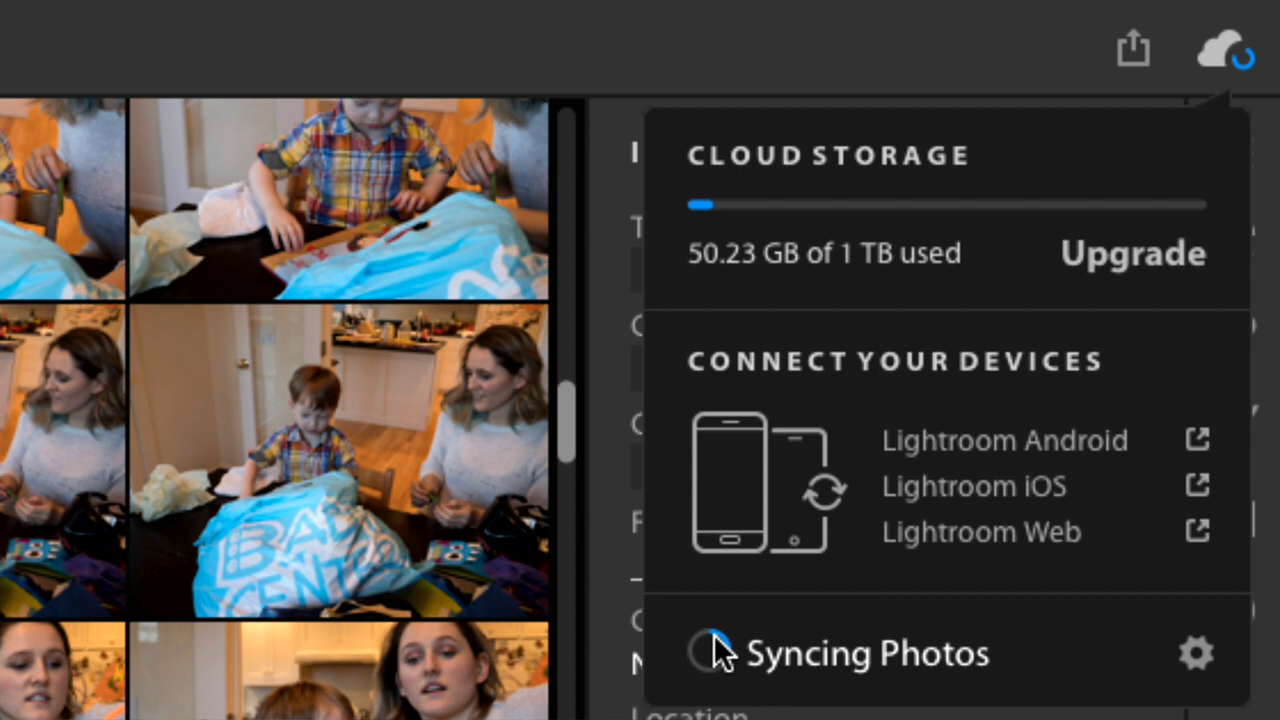 CLOUD STORAGE
50.23 GB of 1 TB used
Upgrade
CONNECT YOUR DEVICES
Lightroom Android
Lightroom iOS
Lightroom Web
Syncing Photos
Location